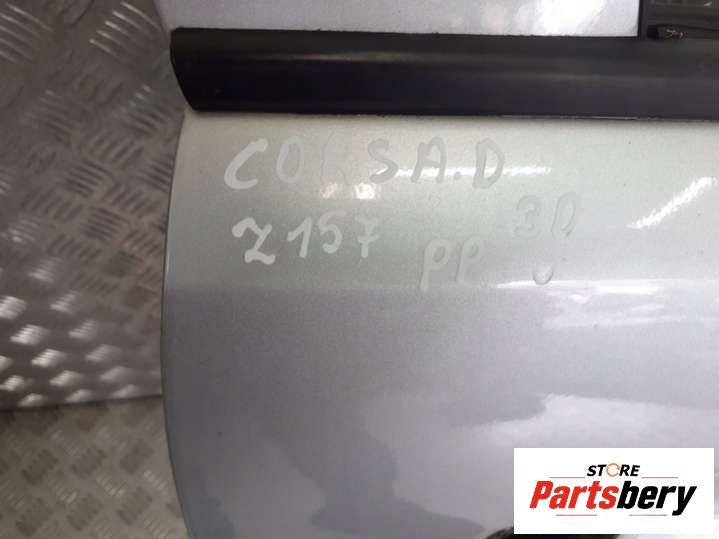 CORSA.D
Z157 PP 3D
STORE
Partsbery